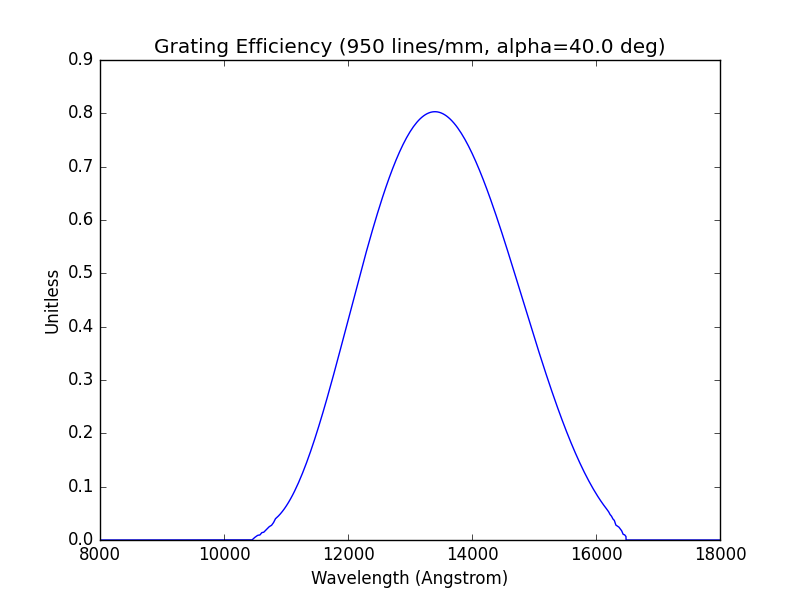 Grating Efficiency (950 lines/mm, alpha=40.0 deg)
0.9
0.8
0.7
0.6
0.5
0.4
0.3
0.2
0.1
0.0
Unitless
8000 10000 12000 14000 16000 18000
Wavelength (Angstrom)